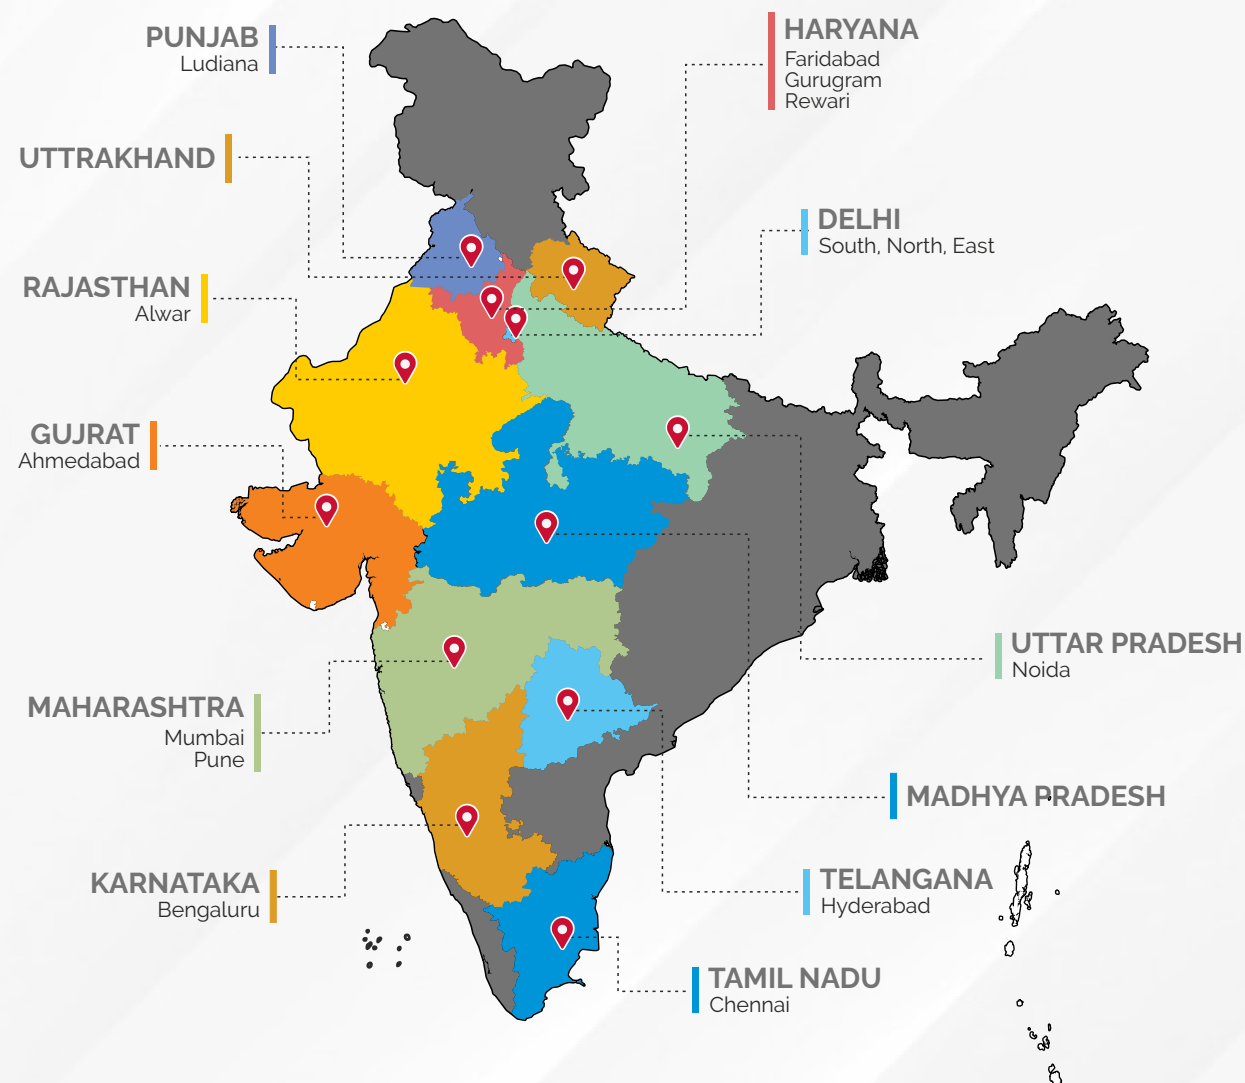 PUNJAB
Ludiana
UTTRAKHAND
RAJASTHAN
Alwar
GUJRAT
Ahmedabad
MAHARASHTRA
Mumbai
Pune
KARNATAKA
Bengaluru
HARYANA
Faridabad
Gurugram
Rewari
DELHI
South, North, East
UTTAR PRADESH
Noida
MADHYA PRADESH
TELANGANA
Hyderabad
TAMIL NADU
Chennai